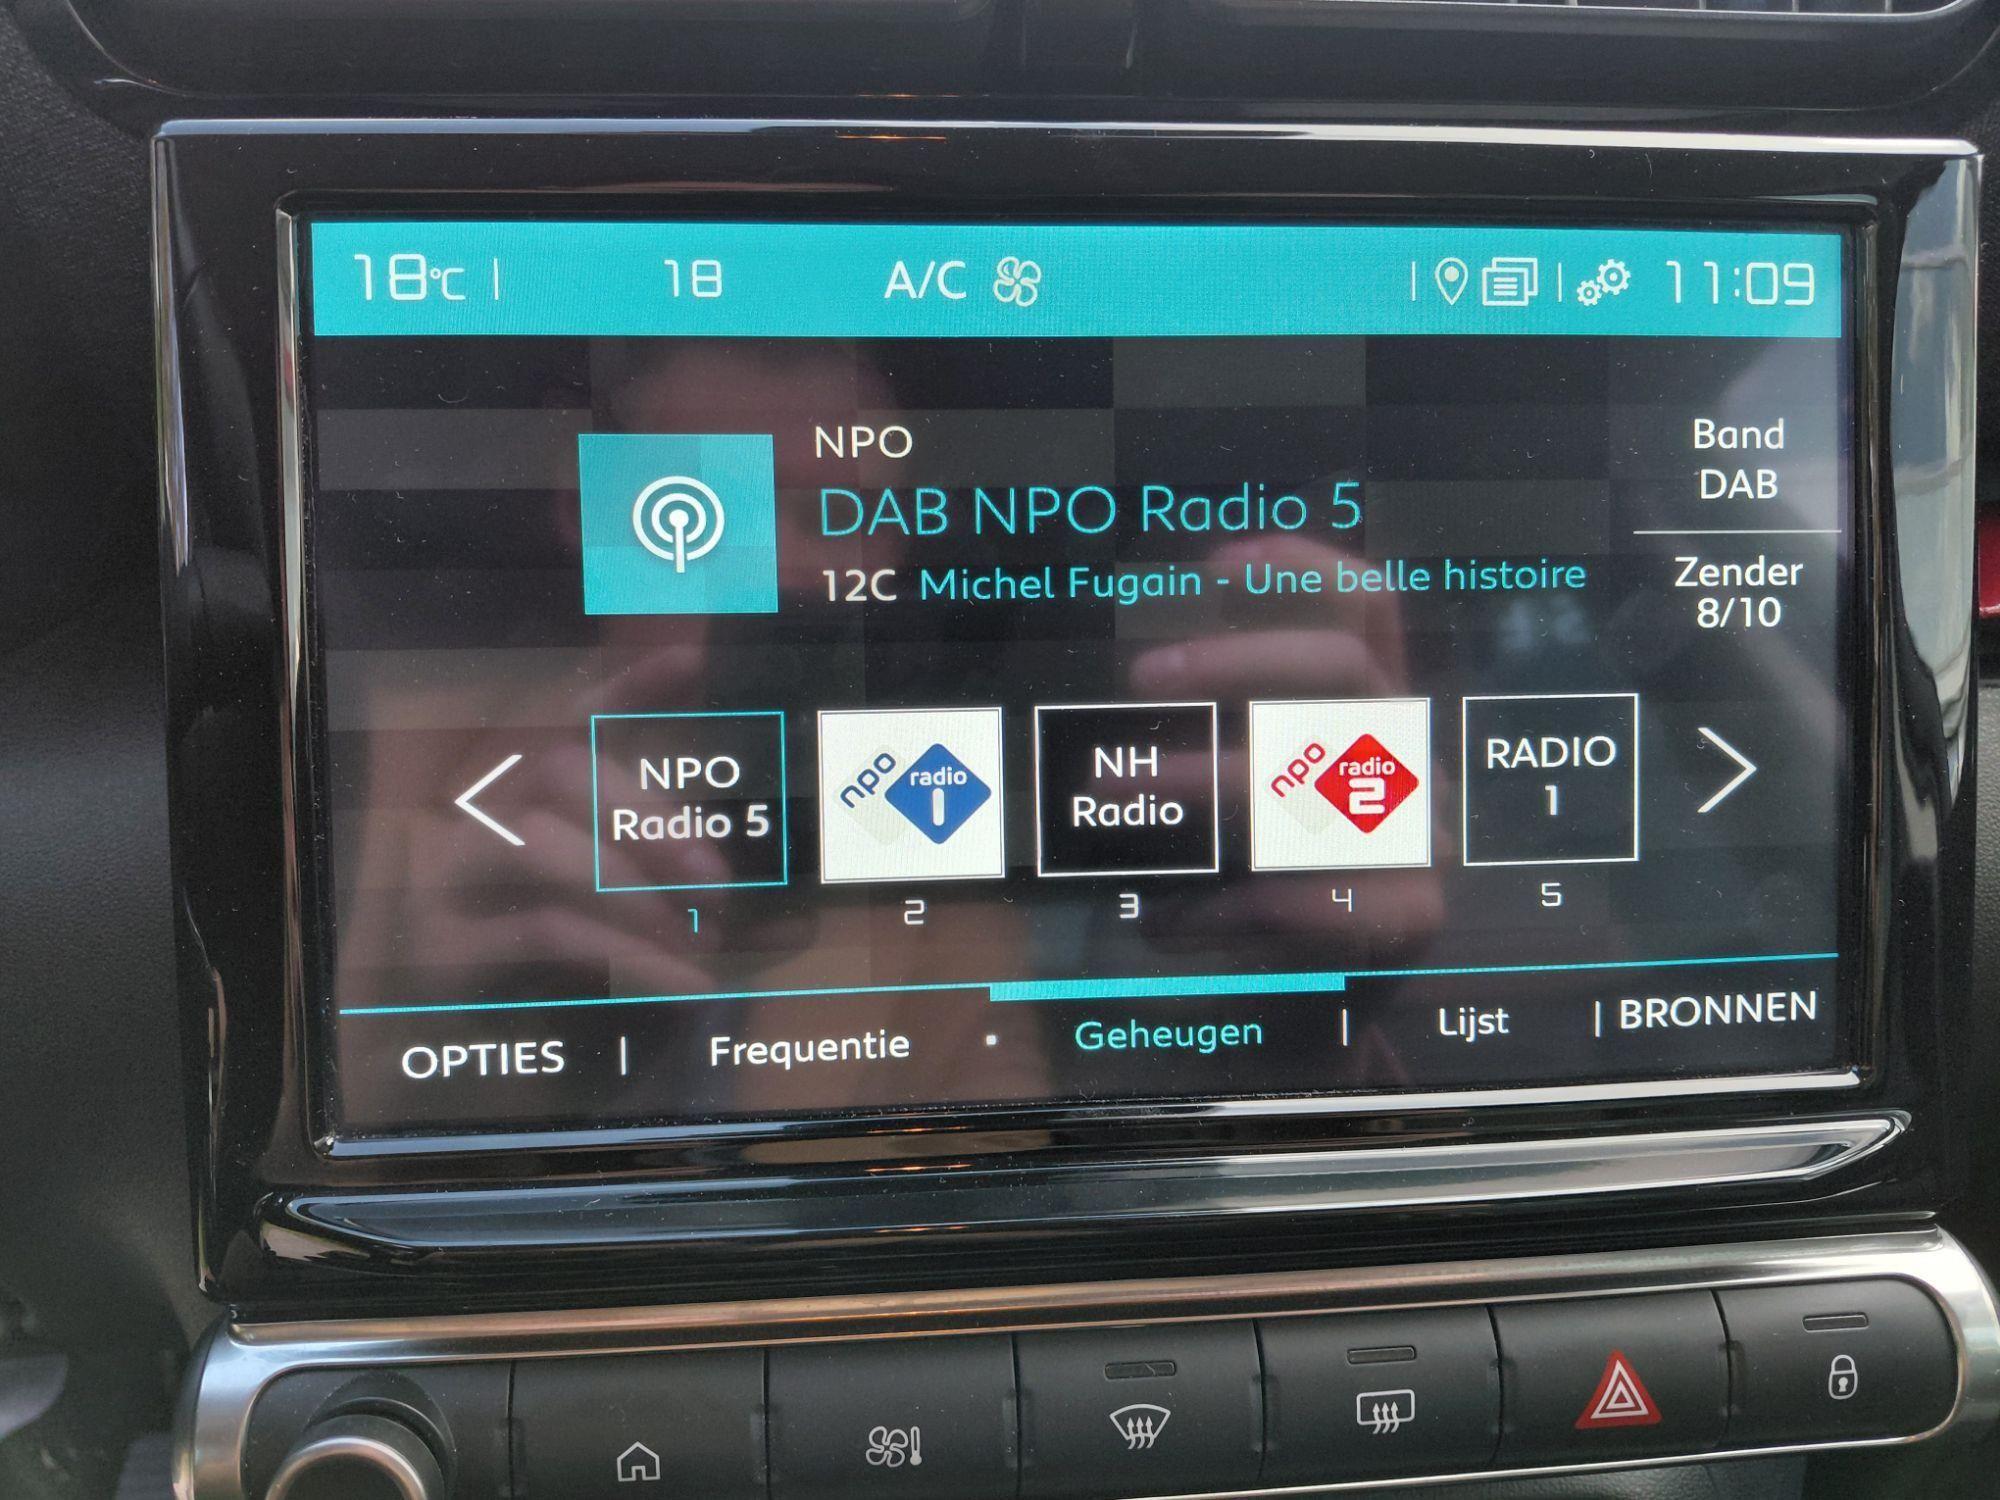 18°C | 18 A/C | | 11:09
NPO
DAB NPO Radio 5
12C Michel Fugain - Une belle histoire
Band
DAB
Zender
8/10
NPO
Radio 5
1
npo radio
1
2
NH
Radio
3
npo radio
2
4
RADIO
1
5
OPTIES | Frequentie Geheugen | Lijst | BRONNEN